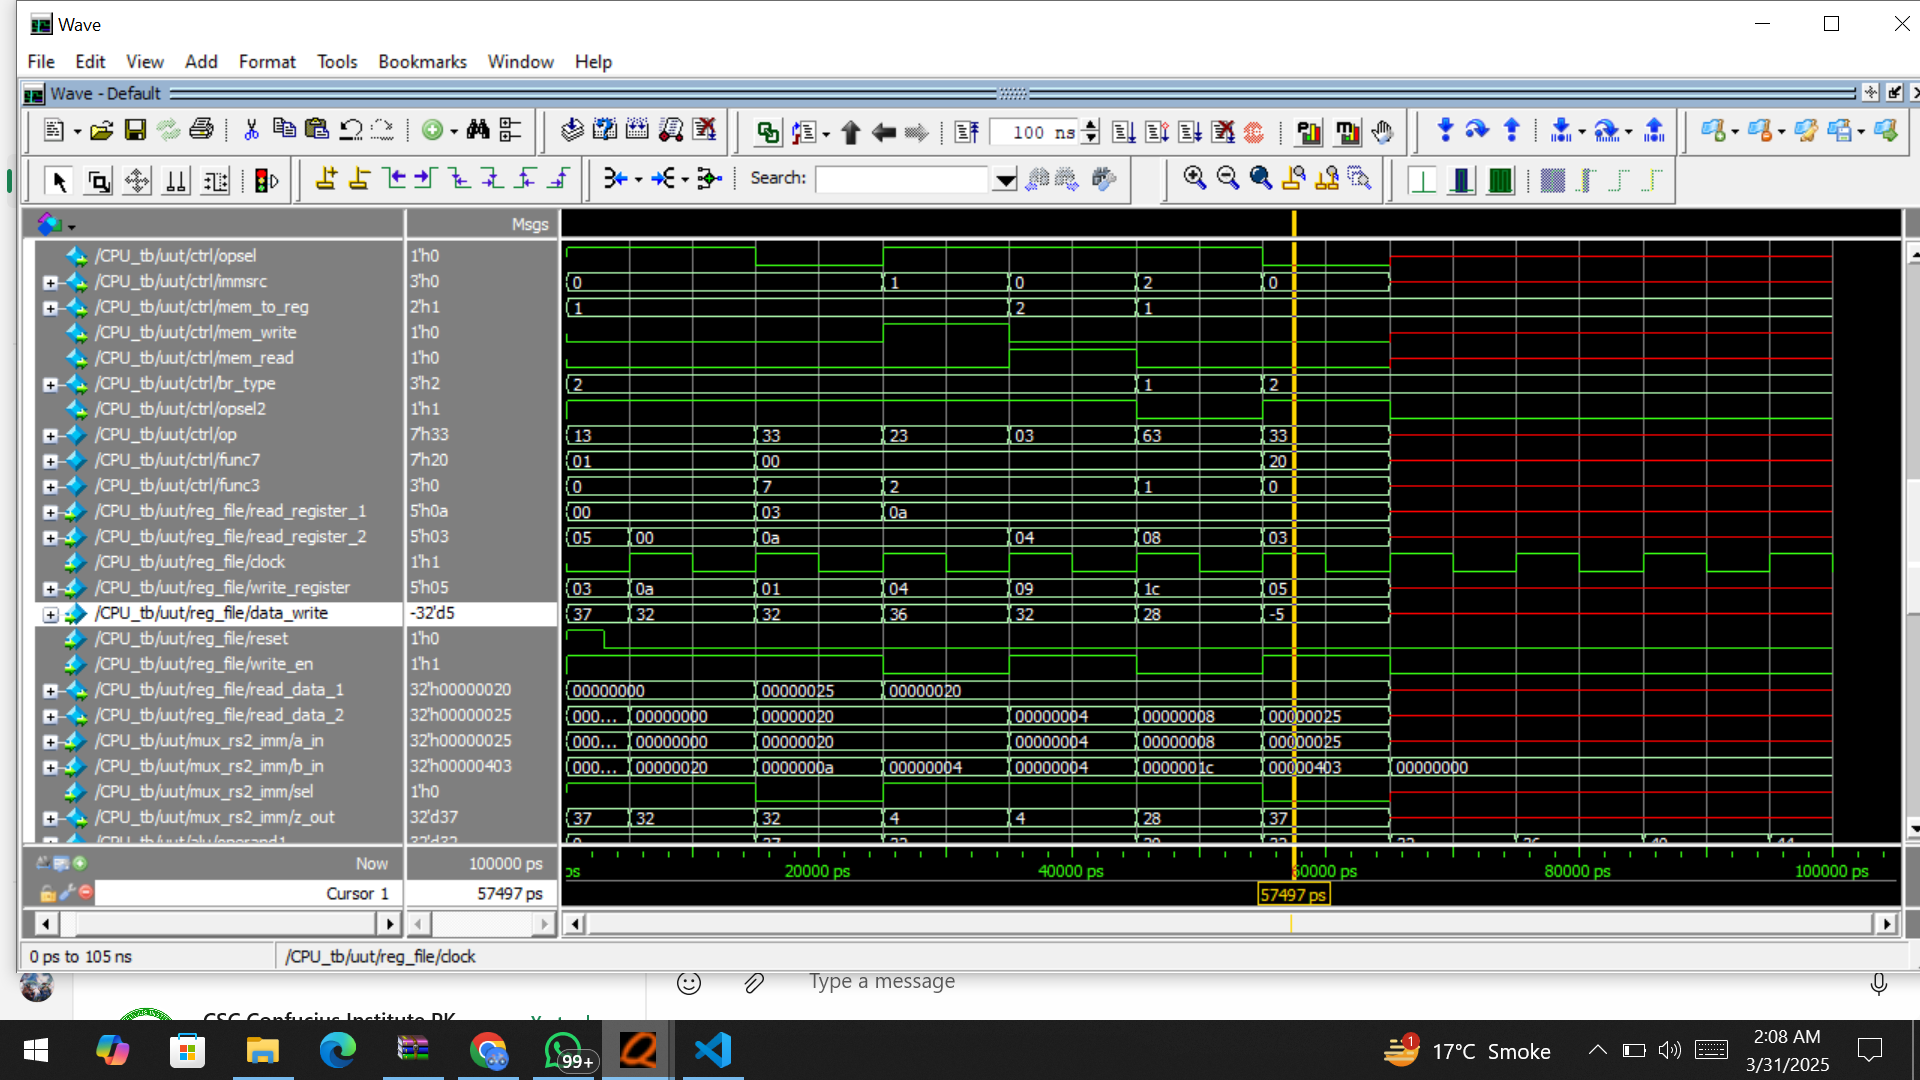 Wave
File Edit View Add Format Tools Bookmarks Window Help
Wave - Default
100 ns
Search:
Msgs
/CPU_tb/uut/ctrl/opsel 1'h0
/CPU_tb/uut/ctrl/immsrc 3'h0 0 1 0 2 0
/CPU_tb/uut/ctrl/mem_to_reg 2'h1 1 2 1
/CPU_tb/uut/ctrl/mem_write 1'h0
/CPU_tb/uut/ctrl/mem_read 1'h0
/CPU_tb/uut/ctrl/br_type 3'h2 2 1 2
/CPU_tb/uut/ctrl/opsel2 1'h1
/CPU_tb/uut/ctrl/op 7'h33 13 33 23 03 63 33
/CPU_tb/uut/ctrl/func7 7'h20 01 00 20
/CPU_tb/uut/ctrl/func3 3'h0 0 7 2 1 0
/CPU_tb/uut/reg_file/read_register_1 5'h0a 00 03 0a
/CPU_tb/uut/reg_file/read_register_2 5'h03 05 00 0a 04 08 03
/CPU_tb/uut/reg_file/clock 1'h1
/CPU_tb/uut/reg_file/write_register 5'h05 03 0a 01 04 09 1c 05
/CPU_tb/uut/reg_file/data_write -32'd5 37 32 32 36 32 28 -5
/CPU_tb/uut/reg_file/reset 1'h0
/CPU_tb/uut/reg_file/write_en 1'h1
/CPU_tb/uut/reg_file/read_data_1 32'h00000020 00000000 00000025 00000020
/CPU_tb/uut/reg_file/read_data_2 32'h00000025 000... 00000000 00000020 00000004 00000008 00000025
/CPU_tb/uut/mux_rs2_imm/a_in 32'h00000025 000... 00000000 00000020 00000004 00000008 00000025
/CPU_tb/uut/mux_rs2_imm/b_in 32'h00000403 000... 00000020 0000000a 00000004 00000004 0000001c 00000403 00000000
/CPU_tb/uut/mux_rs2_imm/sel 1'h0
/CPU_tb/uut/mux_rs2_imm/z_out 32'd37 37 32 32 4 4 28 37
Now 100000 ps
ps 20000 ps 40000 ps 60000 ps 80000 ps 100000 ps
Cursor 1 57497 ps 57497 ps
0 ps to 105 ns /CPU_tb/uut/reg_file/clock
Type a message
CSC Confucius Institute PK
99+
1
17°C Smoke
2:08 AM
3/31/2025